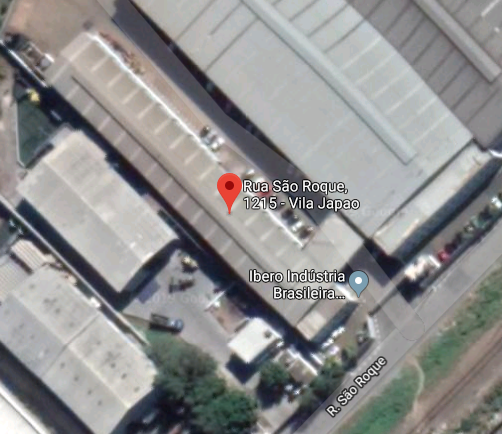 Rua São Roque,
1215 - Vila Japao
Ibero Indústria
Brasileira...
R. São Roque